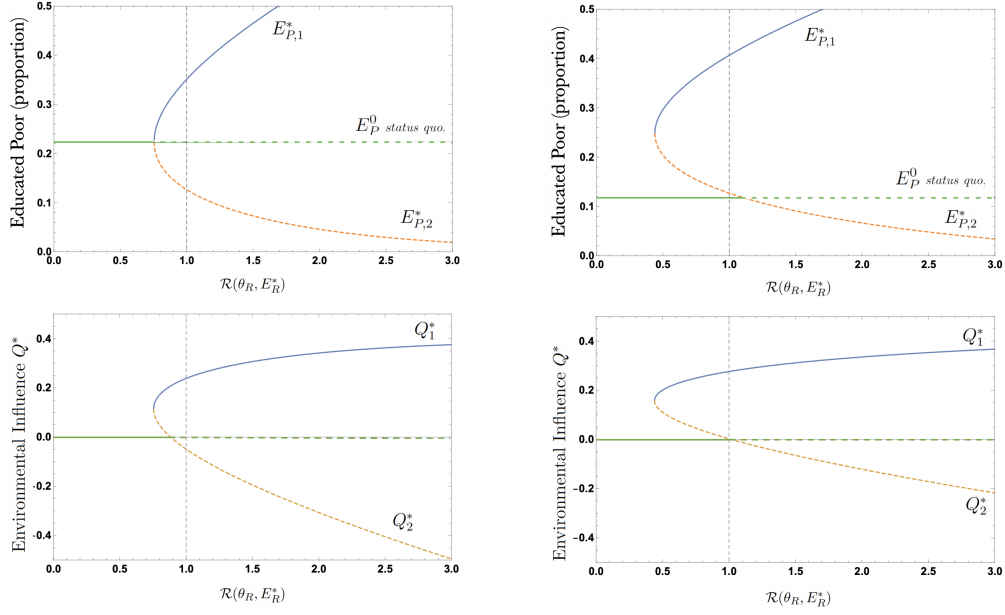 0.5
0.4
0.3
0.2
0.1
0.0
Educated Poor (proportion)
E*P,1
E0P status quo.
E*P,2
0.0 0.5 1.0 1.5 2.0 2.5 3.0
R(θR, E*R)
0.5
0.4
0.3
0.2
0.1
0.0
Educated Poor (proportion)
E*P,1
E0P status quo.
E*P,2
0.0 0.5 1.0 1.5 2.0 2.5 3.0
R(θR, E*R)
0.4
0.2
0.0
-0.2
-0.4
Environmental Influence Q*
Q*1
Q*2
0.0 0.5 1.0 1.5 2.0 2.5 3.0
R(θR, E*R)
0.4
0.2
0.0
-0.2
-0.4
Environmental Influence Q*
Q*1
Q*2
0.0 0.5 1.0 1.5 2.0 2.5 3.0
R(θR, E*R)